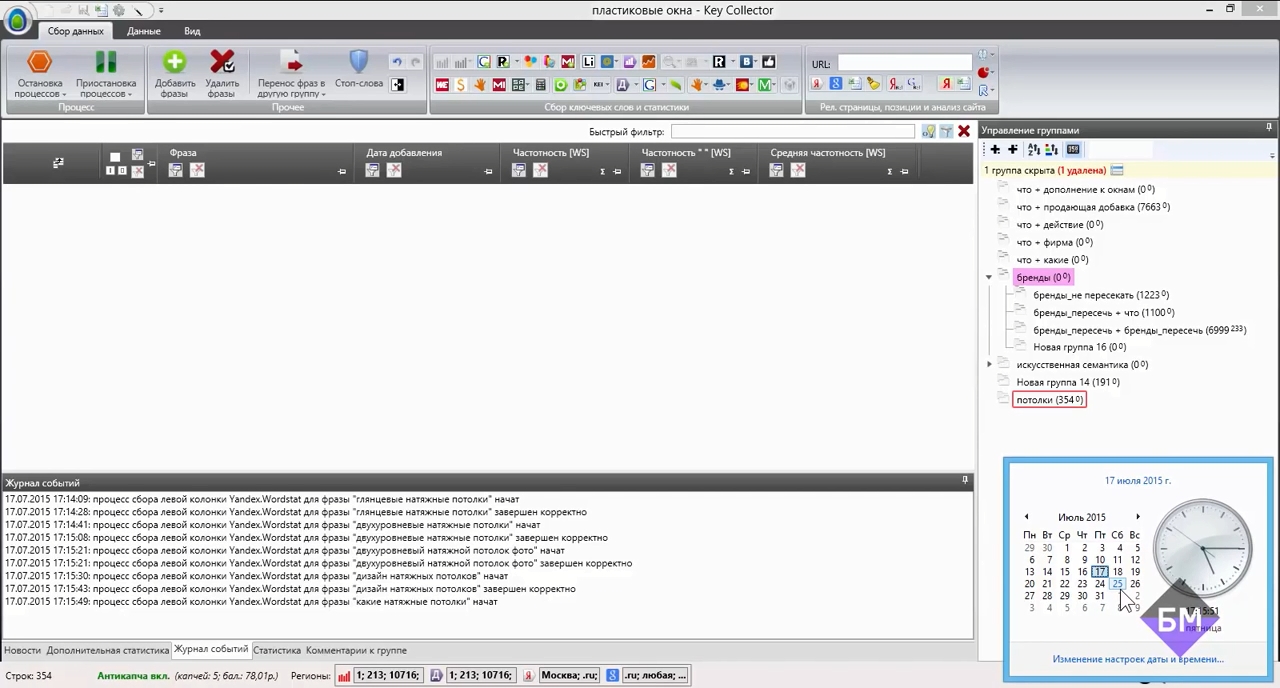 пластиковые окна - Key Collector
Сбор данных
Данные
Вид
Остановка процессов
Приостановка процессов
Добавить фразы
Удалить фразы
Перенос фраз в другую группу
Стоп-слова
URL:
Процесс
Прочее
Сбор ключевых слов и статистики
Рел. страницы, позиции и анализ сайта
Быстрый фильтр:
Фраза
Дата добавления
Частотность [WS]
Частотность " " [WS]
Средняя частотность [WS]
Управление группами
1 группа скрыта (1 удалена)
что + дополнение к окнам (0 0)
что + продающая добавка (7663 0)
что + действие (0 0)
что + фирма (0 0)
что + какие (0 0)
бренды (0 0)
бренды_не пересекать (1223 0)
бренды_пересечь + что (1100 0)
бренды_пересечь + бренды_пересечь (6999 233)
Новая группа 16 (0 0)
искусственная семантика (0 0)
Новая группа 14 (191 0)
потолки (354 0)
Журнал событий
17.07.2015 17:14:09: процесс сбора левой колонки Yandex.Wordstat для фразы "глянцевые натяжные потолки" начат
17.07.2015 17:14:28: процесс сбора левой колонки Yandex.Wordstat для фразы "глянцевые натяжные потолки" завершен корректно
17.07.2015 17:14:41: процесс сбора левой колонки Yandex.Wordstat для фразы "двухуровневые натяжные потолки" начат
17.07.2015 17:15:08: процесс сбора левой колонки Yandex.Wordstat для фразы "двухуровневые натяжные потолки" завершен корректно
17.07.2015 17:15:21: процесс сбора левой колонки Yandex.Wordstat для фразы "двухуровневый натяжной потолок фото" начат
17.07.2015 17:15:21: процесс сбора левой колонки Yandex.Wordstat для фразы "двухуровневый натяжной потолок фото" завершен корректно
17.07.2015 17:15:30: процесс сбора левой колонки Yandex.Wordstat для фразы "дизайн натяжных потолков" начат
17.07.2015 17:15:43: процесс сбора левой колонки Yandex.Wordstat для фразы "дизайн натяжных потолков" завершен корректно
17.07.2015 17:15:49: процесс сбора левой колонки Yandex.Wordstat для фразы "какие натяжные потолки" начат
17 июля 2015 г.
Июль 2015
Пн Вт Ср Чт Пт Сб Вс
29 30 1 2 3 4 5
6 7 8 9 10 11 12
13 14 15 16 17 18 19
20 21 22 23 24 25 26
27 28 29 30 31 2
3 4 5 6 7 8 9
17:15:51
БМ
пятница
Изменение настроек даты и времени...
Новости
Дополнительная статистика
Журнал событий
Статистика
Комментарии к группе
Строк: 354
Антикапча вкл. (капчей: 5; бал.: 78,01р.)
Регионы:
1; 213; 10716;
1; 213; 10716;
Москва; .ru;
.ru; любая; ...